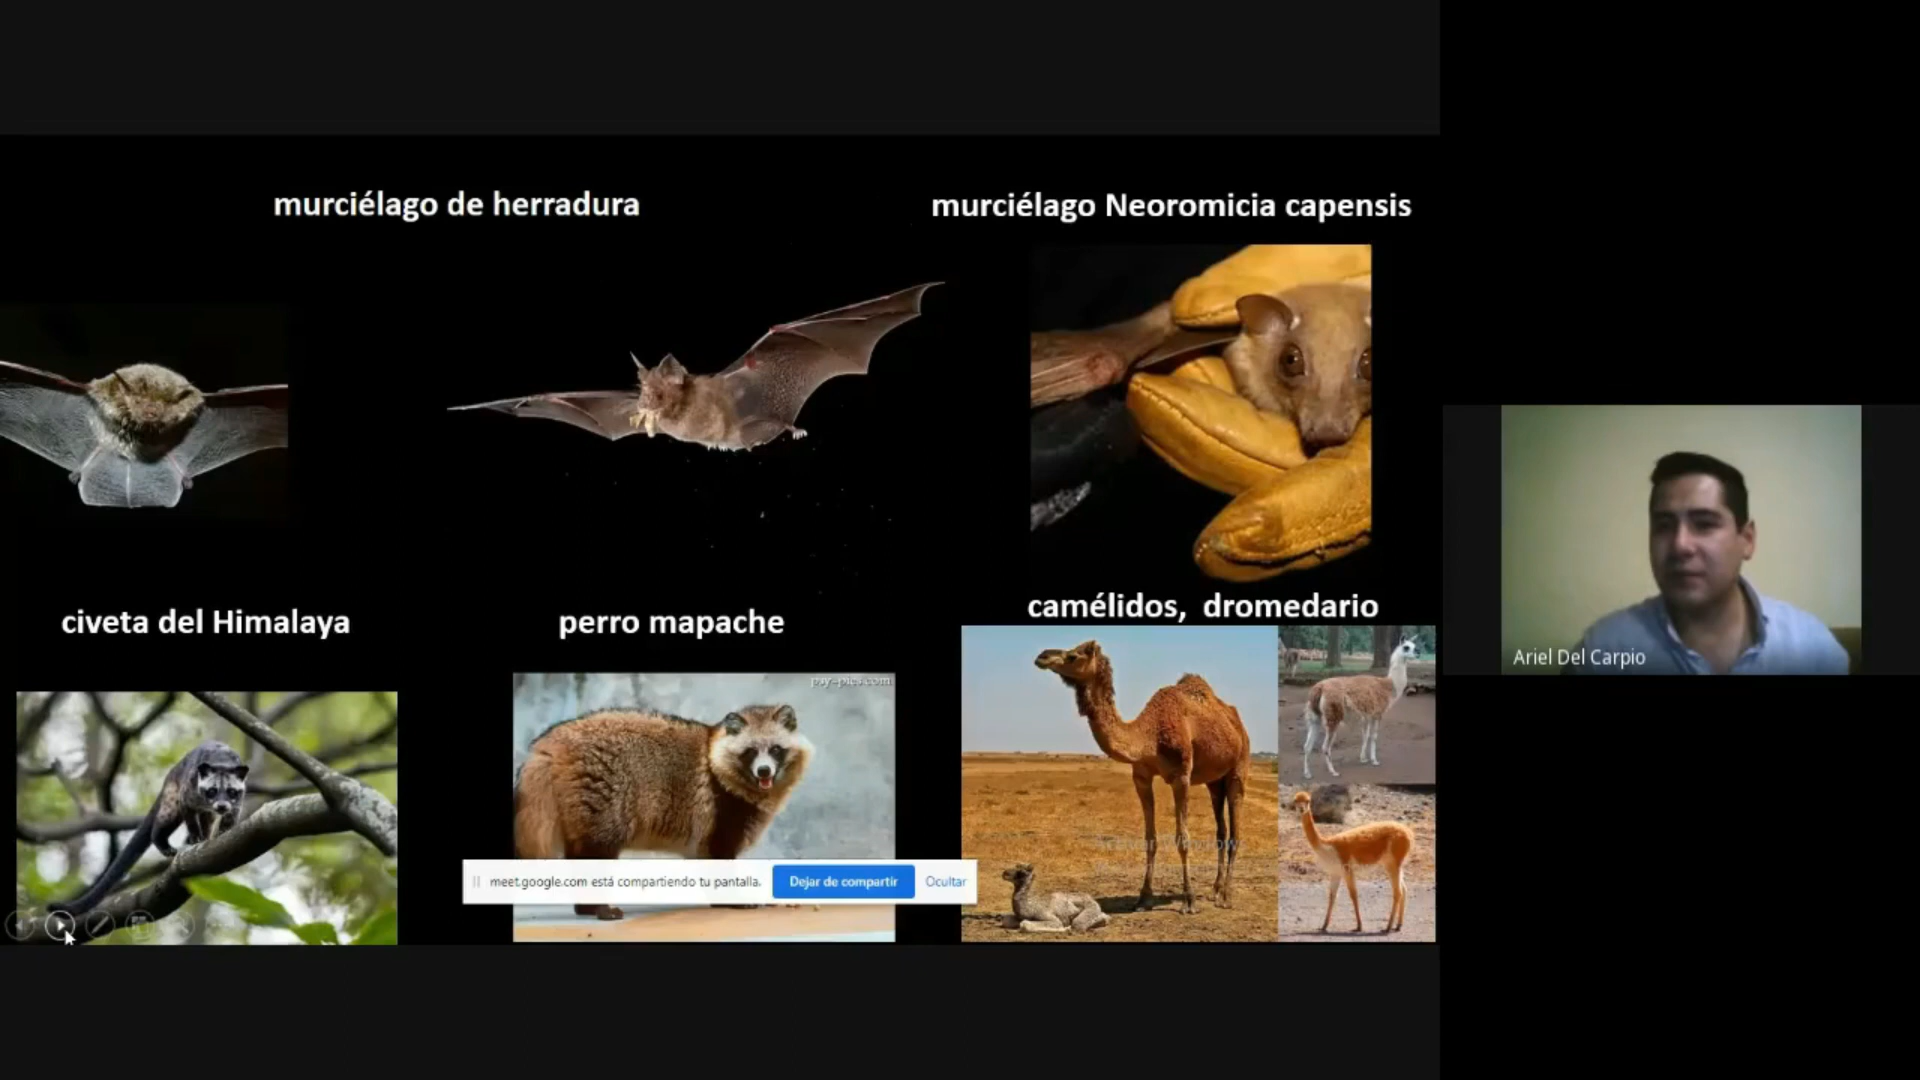 murciélago de herradura
murciélago Neoromicia capensis
civeta del Himalaya
perro mapache
camélidos, dromedario
Ariel Del Carpio
meet.google.com está compartiendo tu pantalla.
Dejar de compartir
Ocultar